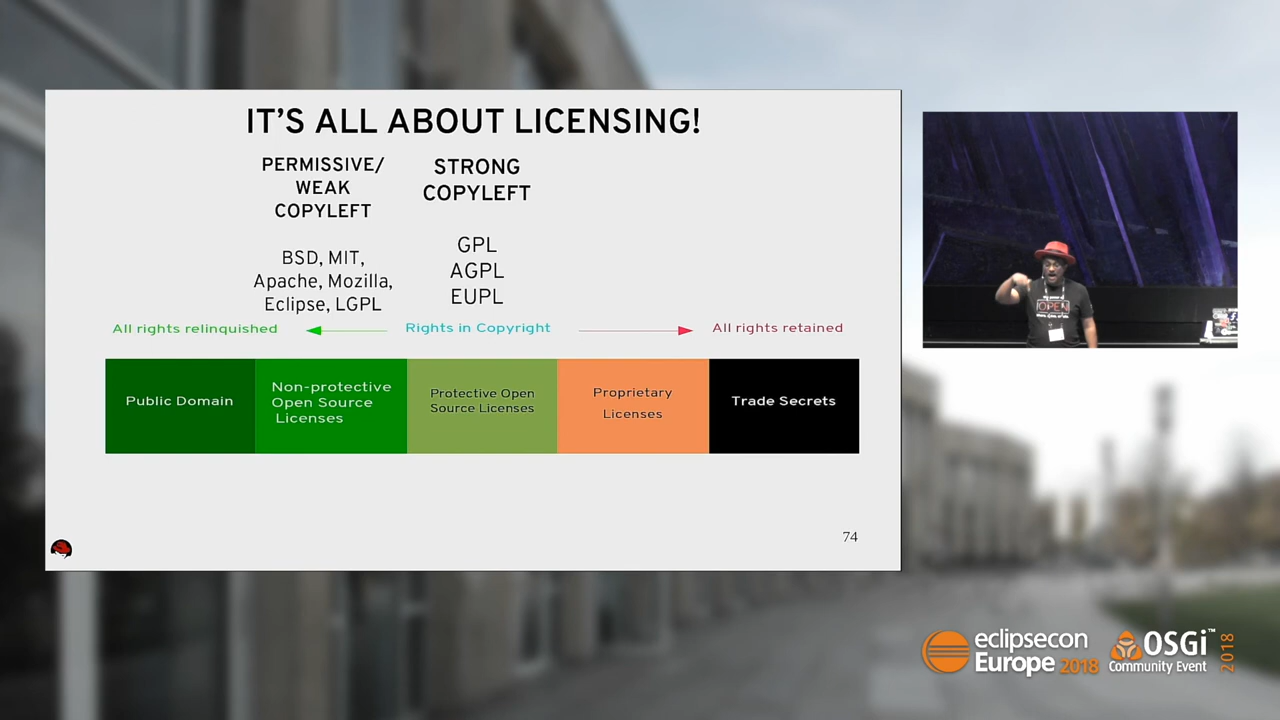 IT'S ALL ABOUT LICENSING!
PERMISSIVE/
WEAK
COPYLEFT
STRONG
COPYLEFT
BSD, MIT,
Apache, Mozilla,
Eclipse, LGPL
GPL
AGPL
EUPL
All rights relinquished
Rights in Copyright
All rights retained
Public Domain
Non-protective
Open Source
Licenses
Protective Open
Source Licenses
Proprietary
Licenses
Trade Secrets
74
OPEN
eclipsecon
Europe 2018
OSGi™
Community Event
2018